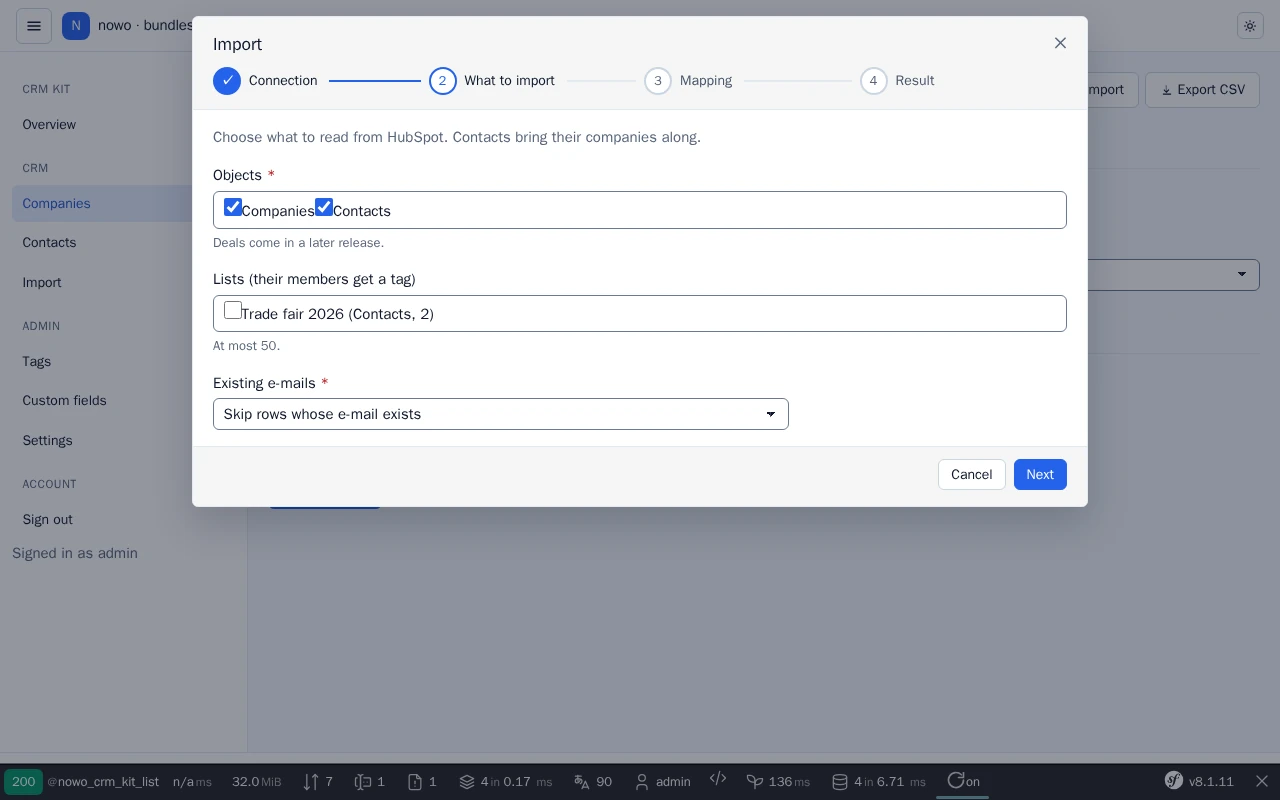 N nowo · bundles
Import
✓ Connection 2 What to import 3 Mapping 4 Result
CRM KIT
Overview
CRM
Companies
Contacts
Import
ADMIN
Tags
Custom fields
Settings
ACCOUNT
Sign out
Signed in as admin
mport
Export CSV
Choose what to read from HubSpot. Contacts bring their companies along.
Objects *
Companies Contacts
Deals come in a later release.
Lists (their members get a tag)
Trade fair 2026 (Contacts, 2)
At most 50.
Existing e-mails *
Skip rows whose e-mail exists
Cancel Next
200 @nowo_crm_kit_list n/a ms 32.0 MiB 7 1 1 4 in 0.17 ms 90 admin 136 ms 4 in 6.71 ms on sf v8.1.11